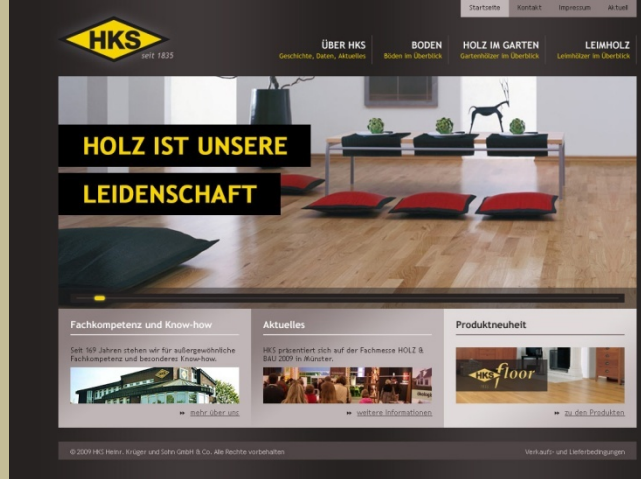 Startseite Kontakt Impressum Aktuell
HKS
seit 1835
ÜBER HKS BODEN HOLZ IM GARTEN LEIMHOLZ
Geschichte, Daten, Aktuelles Böden im Überblick Gartenhölzer im Überblick Leimhölzer im Überblick
HOLZ IST UNSERE
LEIDENSCHAFT
Fachkompetenz und Know-how
Seit 169 Jahren stehen wir für außergewöhnliche
Fachkompetenz und besonderes Know-how.
mehr über uns
Aktuelles
HKS präsentiert sich auf der Fachmesse HOLZ &
BAU 2009 in Münster.
weitere Informationen
Produktneuheit
HKS floor
zu den Produkten
© 2009 HKS Heinr. Krüger und Sohn GmbH & Co. Alle Rechte vorbehalten Verkaufs- und Lieferbedingungen